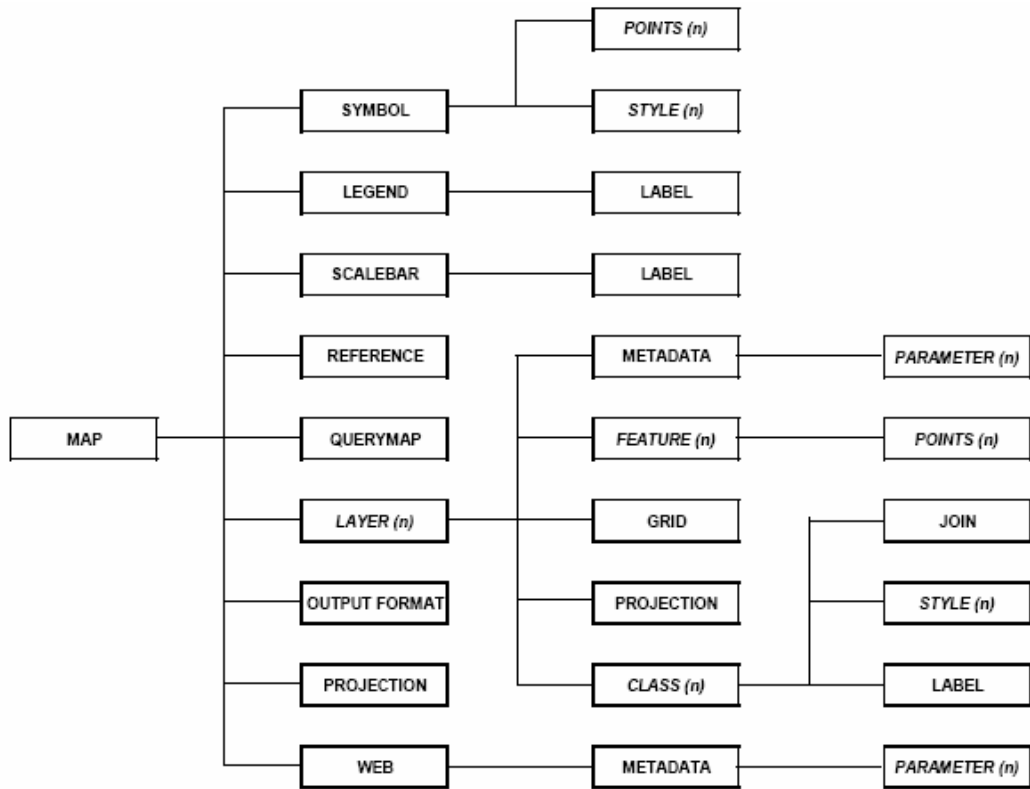 POINTS (n)
SYMBOL
STYLE (n)
LEGEND
LABEL
SCALEBAR
LABEL
REFERENCE
METADATA
PARAMETER (n)
MAP
QUERYMAP
FEATURE (n)
POINTS (n)
LAYER (n)
GRID
JOIN
OUTPUT FORMAT
PROJECTION
STYLE (n)
PROJECTION
CLASS (n)
LABEL
WEB
METADATA
PARAMETER (n)